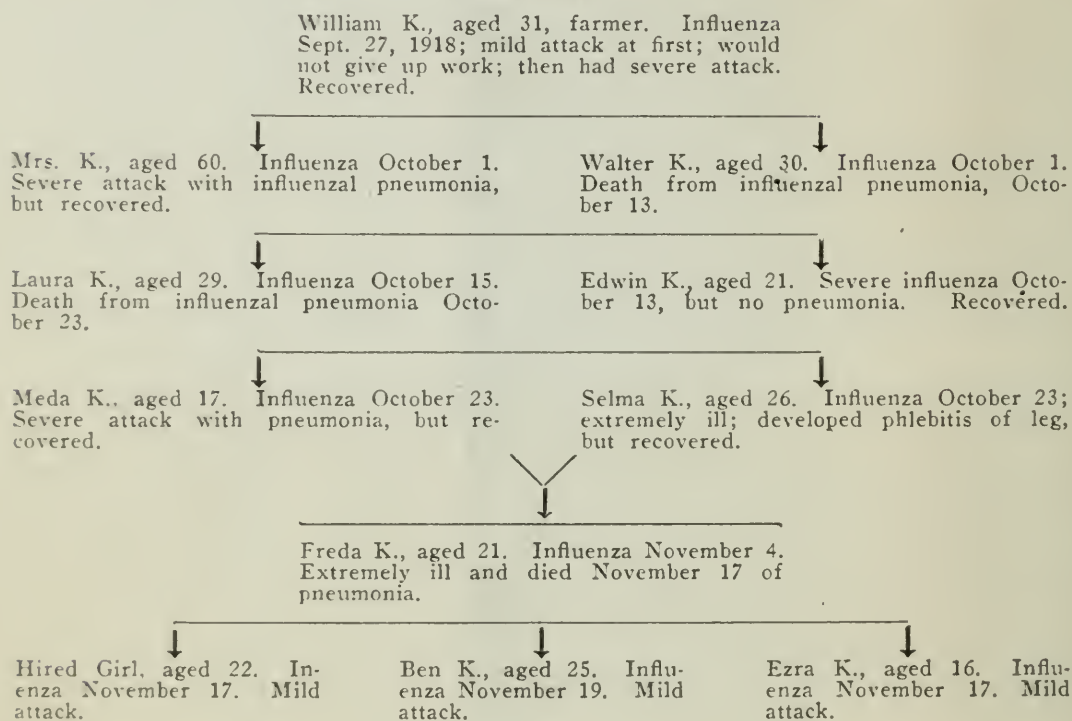 William K., aged 31, farmer. Influenza
Sept. 27, 1918; mild attack at first; would
not give up work; then had severe attack.
Recovered.
Mrs. K., aged 60. Influenza October 1.
Severe attack with influenzal pneumonia,
but recovered.
Walter K., aged 30. Influenza October 1.
Death from influenzal pneumonia, Octo-
ber 13.
Laura K., aged 29. Influenza October 15.
Death from influenzal pneumonia Octo-
ber 23.
Edwin K., aged 21. Severe influenza Octo-
ber 13, but no pneumonia. Recovered.
Meda K., aged 17. Influenza October 23.
Severe attack with pneumonia, but re-
covered.
Selma K., aged 26. Influenza October 23;
extremely ill; developed phlebitis of leg,
but recovered.
Freda K., aged 21. Influenza November 4.
Extremely ill and died November 17 of
pneumonia.
Hired Girl, aged 22. In-
fluenza November 17. Mild
attack.
Ben K., aged 25. Influ-
enza November 19. Mild
attack.
Ezra K., aged 16. Influ-
enza November 17. Mild
attack.